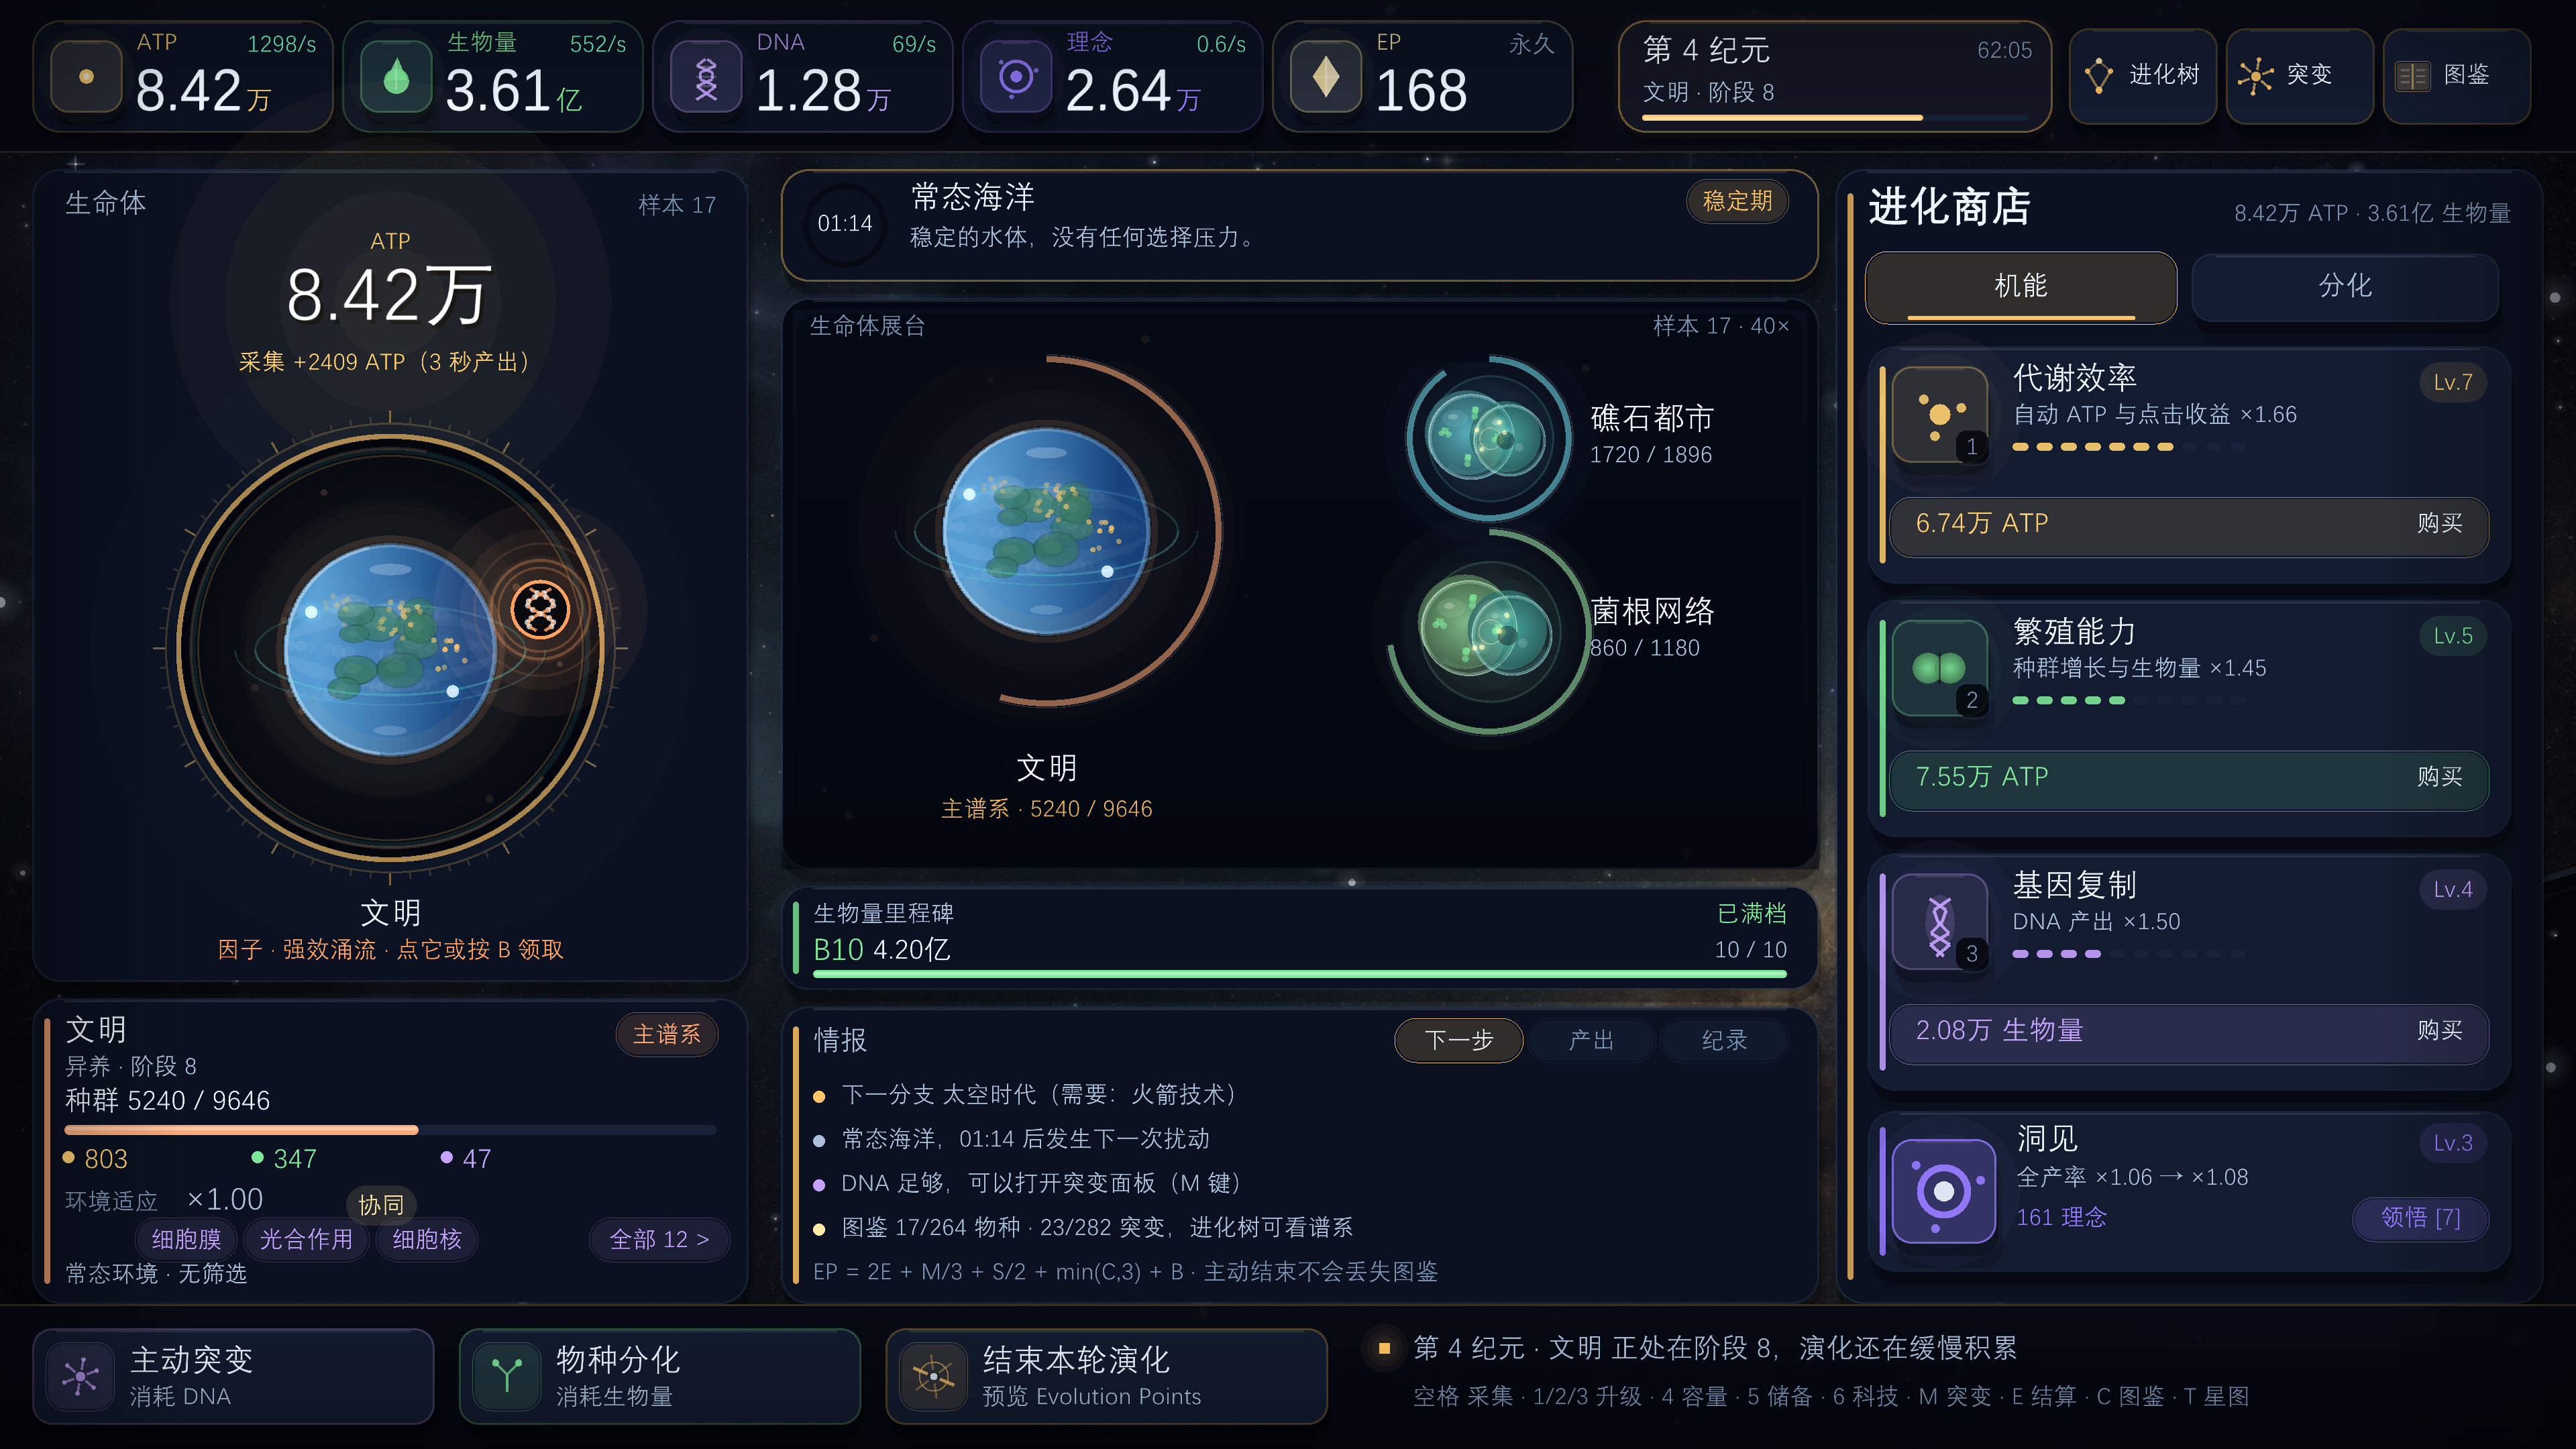 ATP 1298/s
8.42万
生物量 552/s
3.61亿
DNA 69/s
1.28万
理念 0.6/s
2.64万
EP 永久
168
第 4 纪元 62:05
文明 · 阶段 8
进化树
突变
图鉴
生命体 样本 17
ATP
8.42万
采集 +2409 ATP（3 秒产出）
文明
因子 · 强效涌流 · 点它或按 B 领取
文明 主谱系
异养 · 阶段 8
种群 5240 / 9646
803 347 47
环境适应 ×1.00 协同
细胞膜 光合作用 细胞核 全部 12 >
常态环境 · 无筛选
01:14
常态海洋 稳定期
稳定的水体，没有任何选择压力。
生命体展台 样本 17 · 40×
礁石都市
1720 / 1896
菌根网络
860 / 1180
文明
主谱系 · 5240 / 9646
生物量里程碑 已满档
B10 4.20亿 10 / 10
情报 下一步 产出 纪录
下一分支 太空时代（需要：火箭技术）
常态海洋，01:14 后发生下一次扰动
DNA 足够，可以打开突变面板（M 键）
图鉴 17/264 物种 · 23/282 突变，进化树可看谱系
EP = 2E + M/3 + S/2 + min(C,3) + B · 主动结束不会丢失图鉴
进化商店 8.42万 ATP · 3.61亿 生物量
机能 分化
代谢效率 Lv.7
自动 ATP 与点击收益 ×1.66
1
6.74万 ATP 购买
繁殖能力 Lv.5
种群增长与生物量 ×1.45
2
7.55万 ATP 购买
基因复制 Lv.4
DNA 产出 ×1.50
3
2.08万 生物量 购买
洞见 Lv.3
全产率 ×1.06 → ×1.08
161 理念 领悟 [7]
主动突变
消耗 DNA
物种分化
消耗生物量
结束本轮演化
预览 Evolution Points
第 4 纪元 · 文明 正处在阶段 8，演化还在缓慢积累
空格 采集 · 1/2/3 升级 · 4 容量 · 5 储备 · 6 科技 · M 突变 · E 结算 · C 图鉴 · T 星图